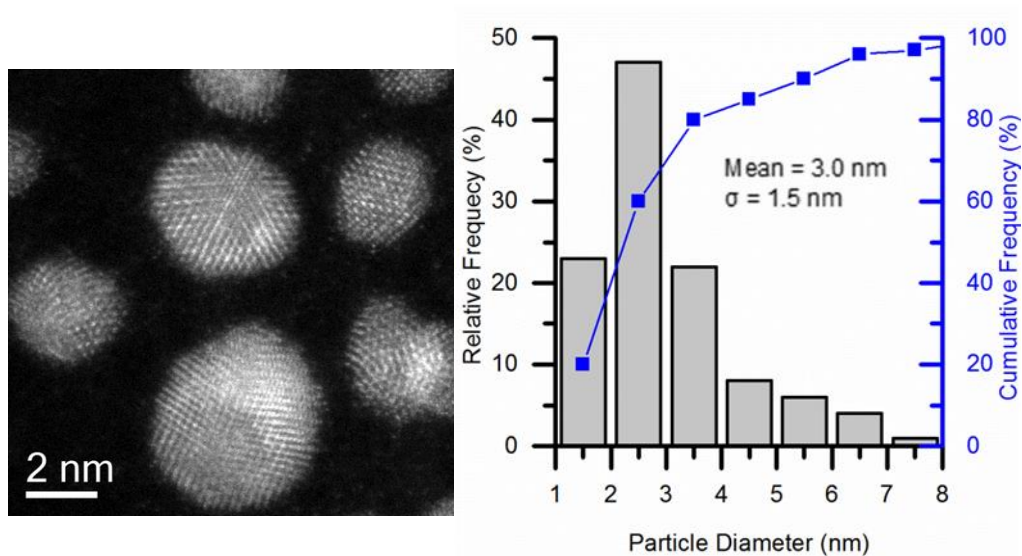 2 nm
50
40
30
20
10
0
Relative Frequecy (%)
Mean = 3.0 nm
σ = 1.5 nm
100
80
60
40
20
0
Cumulative Frequency (%)
1 2 3 4 5 6 7 8
Particle Diameter (nm)